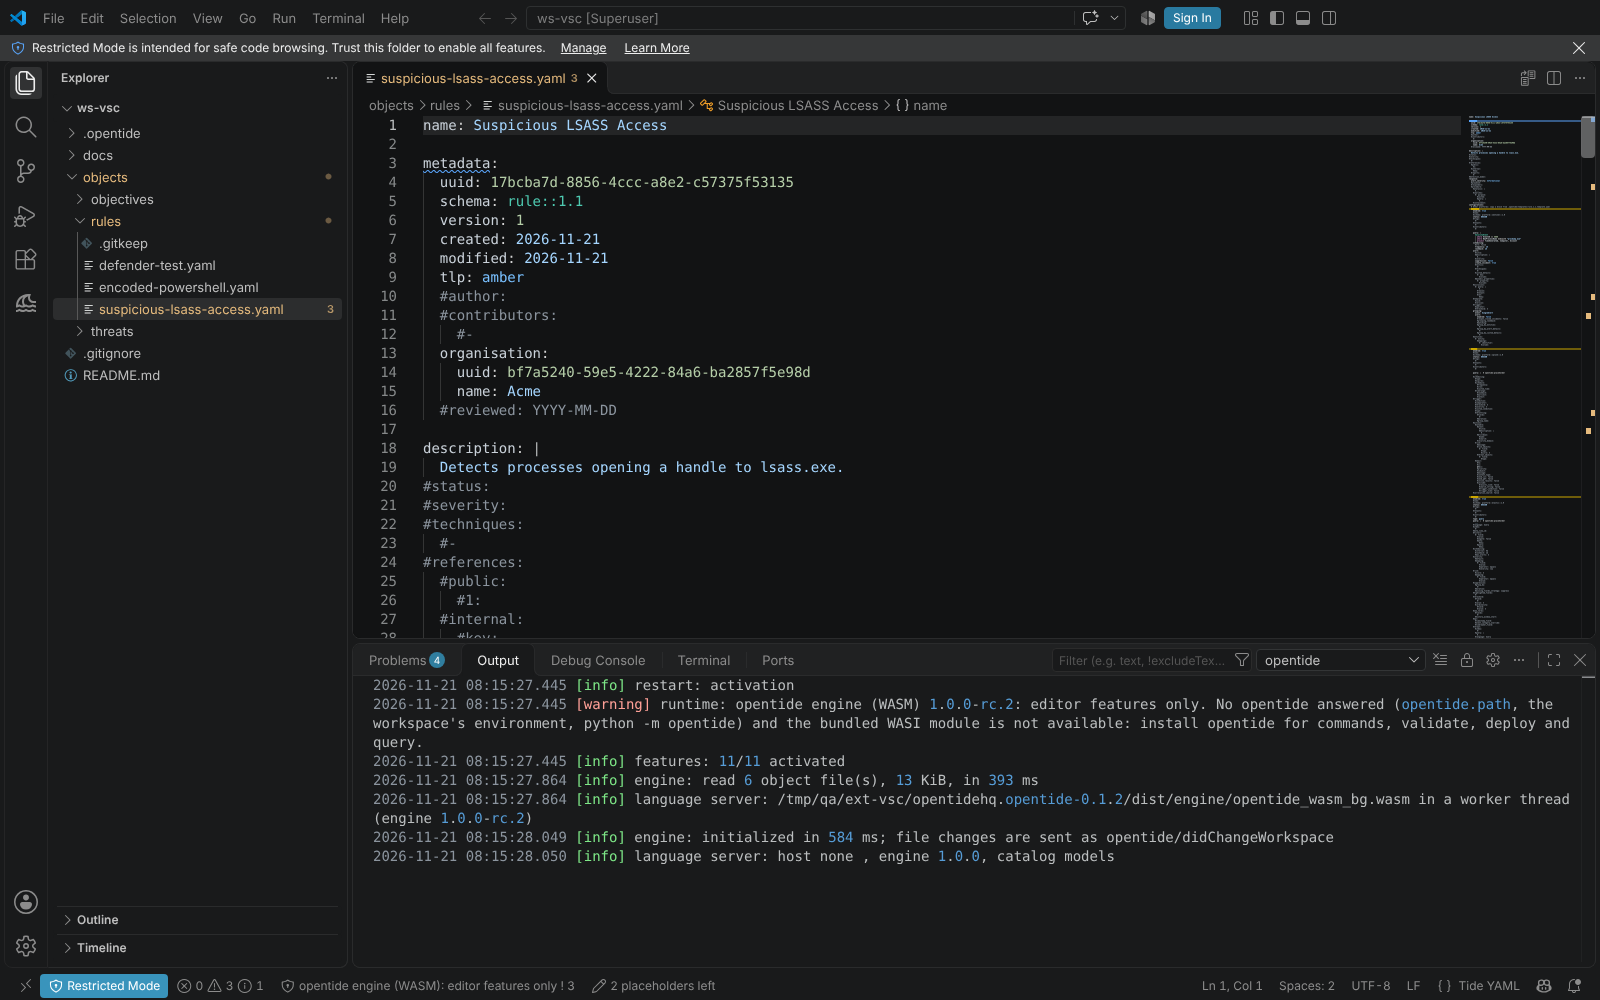 File Edit Selection View Go Run Terminal Help
ws-vsc [Superuser]
Sign In
Restricted Mode is intended for safe code browsing. Trust this folder to enable all features. Manage Learn More
Explorer
ws-vsc
.opentide
docs
objects
objectives
rules
.gitkeep
defender-test.yaml
encoded-powershell.yaml
suspicious-lsass-access.yaml 3
threats
.gitignore
README.md
Outline
Timeline
suspicious-lsass-access.yaml 3
objects > rules > suspicious-lsass-access.yaml > Suspicious LSASS Access > { } name
1 name: Suspicious LSASS Access
2
3 metadata:
4 uuid: 17bcba7d-8856-4ccc-a8e2-c57375f53135
5 schema: rule::1.1
6 version: 1
7 created: 2026-11-21
8 modified: 2026-11-21
9 tlp: amber
10 #author:
11 #contributors:
12 #-
13 organisation:
14 uuid: bf7a5240-59e5-4222-84a6-ba2857f5e98d
15 name: Acme
16 #reviewed: YYYY-MM-DD
17
18 description: |
19 Detects processes opening a handle to lsass.exe.
20 #status:
21 #severity:
22 #techniques:
23 #-
24 #references:
25 #public:
26 #1:
27 #internal:
28 #key:
Problems 4 Output Debug Console Terminal Ports
Filter (e.g. text, !excludeTex...
opentide
2026-11-21 08:15:27.445 [info] restart: activation
2026-11-21 08:15:27.445 [warning] runtime: opentide engine (WASM) 1.0.0-rc.2: editor features only. No opentide answered (opentide.path, the
workspace's environment, python -m opentide) and the bundled WASI module is not available: install opentide for commands, validate, deploy and
query.
2026-11-21 08:15:27.445 [info] features: 11/11 activated
2026-11-21 08:15:27.864 [info] engine: read 6 object file(s), 13 KiB, in 393 ms
2026-11-21 08:15:27.864 [info] language server: /tmp/qa/ext-vsc/opentidehq.opentide-0.1.2/dist/engine/opentide_wasm_bg.wasm in a worker thread
(engine 1.0.0-rc.2)
2026-11-21 08:15:28.049 [info] engine: initialized in 584 ms; file changes are sent as opentide/didChangeWorkspace
2026-11-21 08:15:28.050 [info] language server: host none , engine 1.0.0, catalog models
Restricted Mode 0 3 1 opentide engine (WASM): editor features only ! 3 2 placeholders left
Ln 1, Col 1 Spaces: 2 UTF-8 LF { } Tide YAML